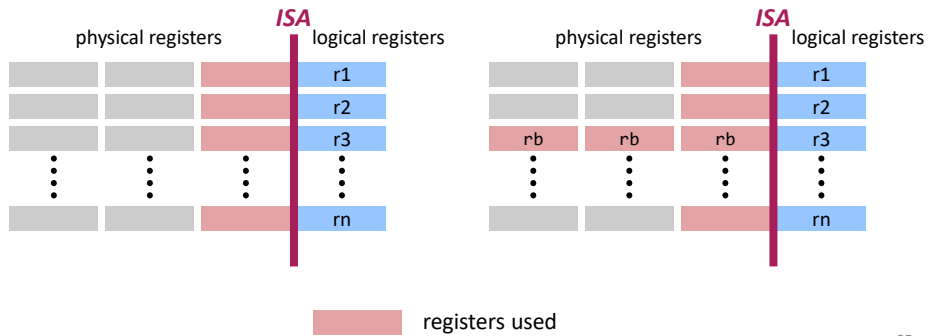 ISA
physical registers
logical registers
r1
r2
r3
rn
ISA
physical registers
logical registers
r1
r2
rb rb rb r3
rn
registers used